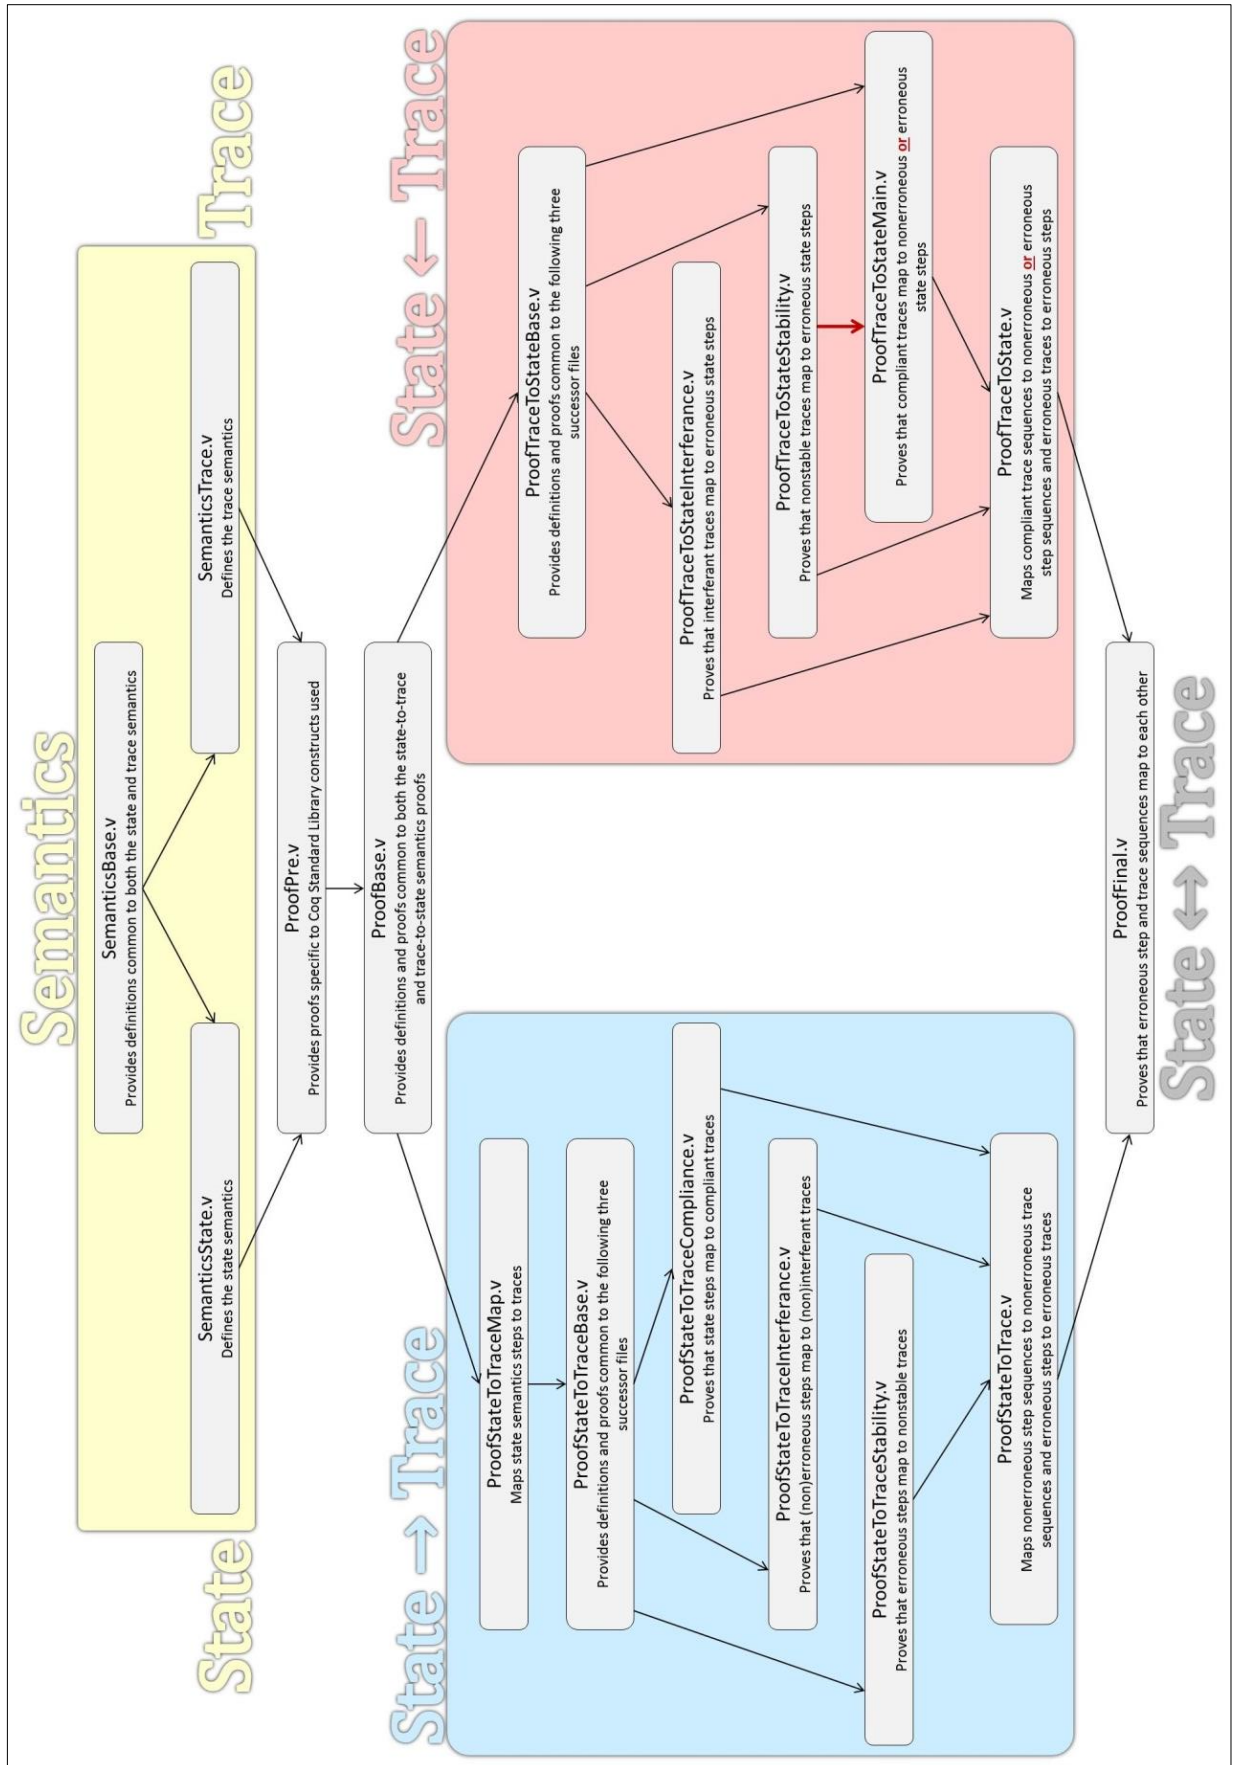 Semantics
State
Trace
SemanticsBase.v
Provides definitions common to both the state and trace semantics
SemanticsState.v
Defines the state semantics
SemanticsTrace.v
Defines the trace semantics
ProofPre.v
Provides proofs specific to Coq Standard Library constructs used
ProofBase.v
Provides definitions and proofs common to both the state-to-trace
and trace-to-state semantics proofs
State → Trace
ProofStateToTraceMap.v
Maps state semantics steps to traces
ProofStateToTraceBase.v
Provides definitions and proofs common to the following three
successor files
ProofStateToTraceCompliance.v
Proves that state steps map to compliant traces
ProofStateToTraceInterferance.v
Proves that (non)erroneous steps map to (non)interferant traces
ProofStateToTraceStability.v
Proves that erroneous steps map to nonstable traces
ProofStateToTrace.v
Maps nonerroneous step sequences to nonerroneous trace
sequences and erroneous steps to erroneous traces
State ← Trace
ProofTraceToStateBase.v
Provides definitions and proofs common to the following three
successor files
ProofTraceToStateInterferance.v
Proves that interferant traces map to erroneous state steps
ProofTraceToStateStability.v
Proves that nonstable traces map to erroneous state steps
ProofTraceToStateMain.v
Proves that compliant traces map to nonerroneous or erroneous
state steps
ProofTraceToState.v
Maps compliant trace sequences to nonerroneous or erroneous
step sequences and erroneous traces to erroneous steps
ProofFinal.v
Proves that erroneous step and trace sequences map to each other
State ↔ Trace